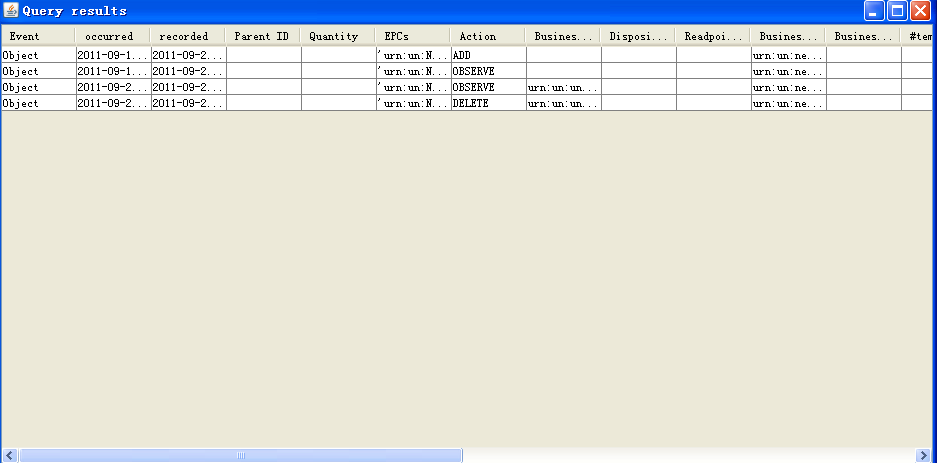 Query results
Event occurred recorded Parent ID Quantity EPCs Action Busines... Disposi... Readpoi... Busines... Busines... #tem
Object 2011-09-1... 2011-09-2... 'urn:un:N... ADD urn:un:ne...
Object 2011-09-1... 2011-09-2... 'urn:un:N... OBSERVE urn:un:ne...
Object 2011-09-2... 2011-09-2... 'urn:un:N... OBSERVE urn:un:un... urn:un:ne...
Object 2011-09-2... 2011-09-2... 'urn:un:N... DELETE urn:un:ne...